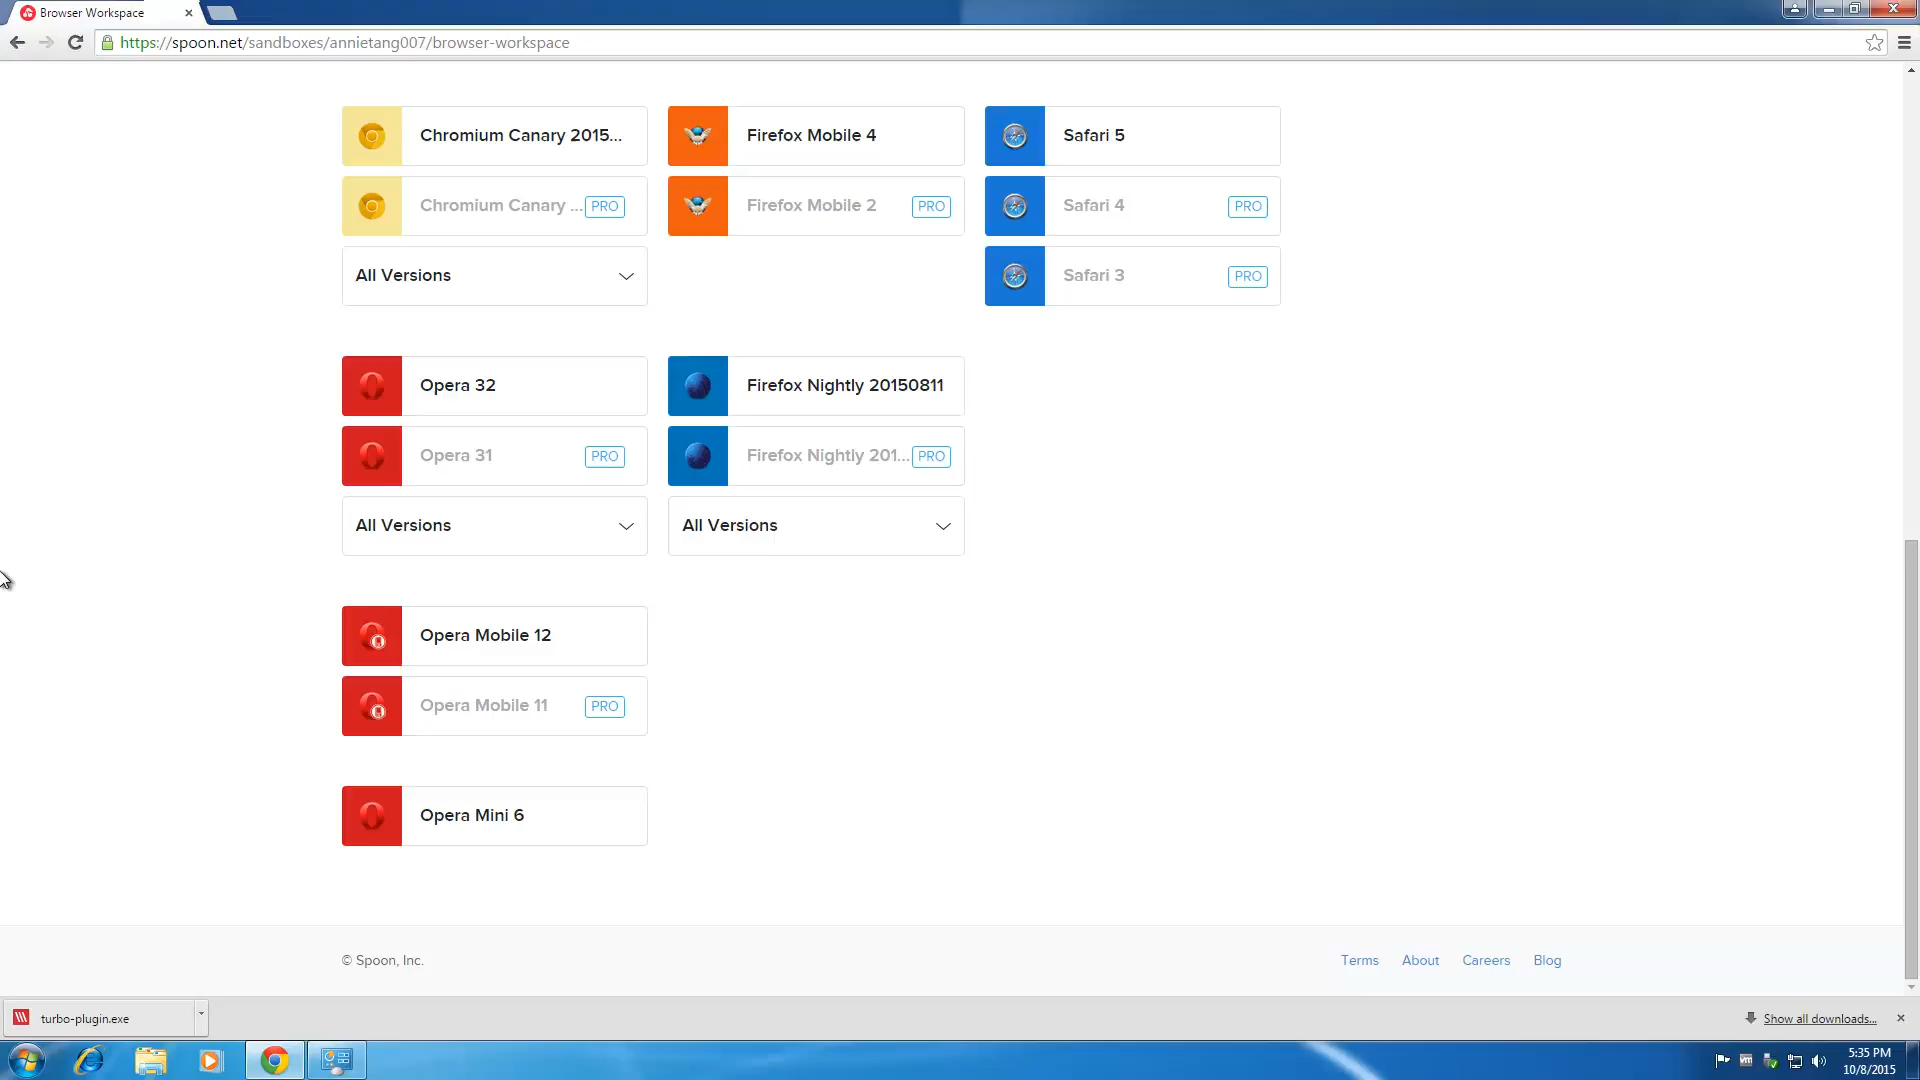 Browser Workspace
https://spoon.net/sandboxes/annietang007/browser-workspace
Chromium Canary 2015...
Firefox Mobile 4
Safari 5
Chromium Canary ... PRO
Firefox Mobile 2 PRO
Safari 4 PRO
All Versions
Safari 3 PRO
Opera 32
Firefox Nightly 20150811
Opera 31 PRO
Firefox Nightly 201... PRO
All Versions
All Versions
Opera Mobile 12
Opera Mobile 11 PRO
Opera Mini 6
© Spoon, Inc.
Terms About Careers Blog
turbo-plugin.exe
Show all downloads...
5:35 PM
10/8/2015